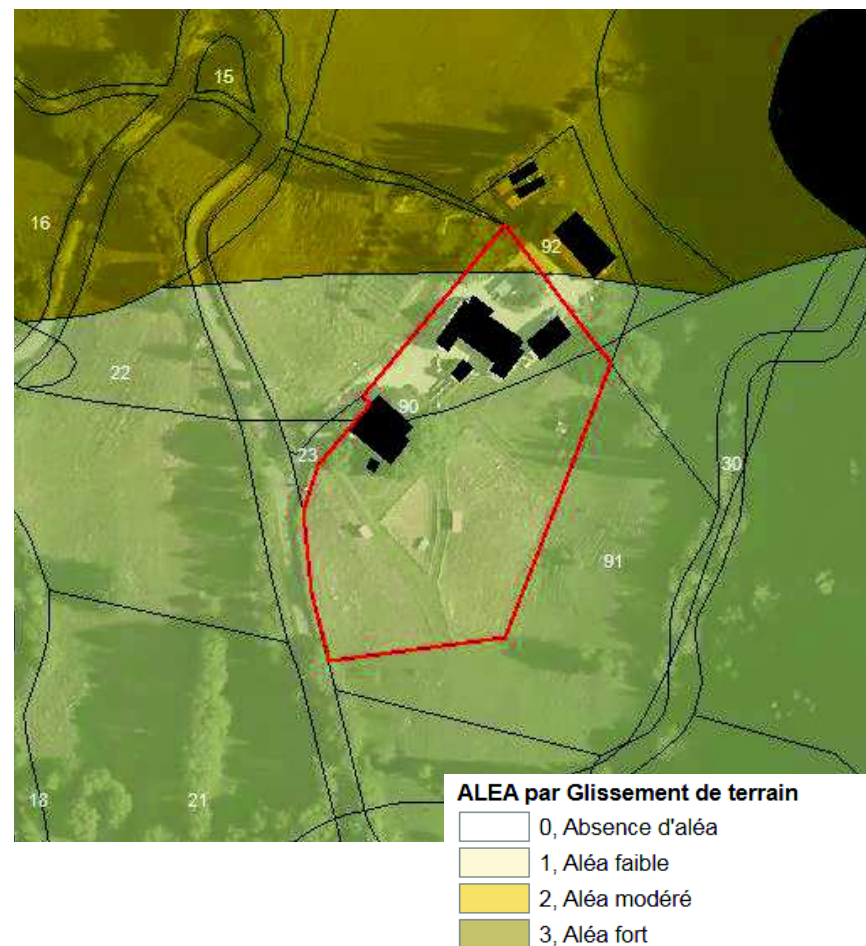 15
16
92
22
90
23
30
91
18
21
ALEA par Glissement de terrain
0, Absence d'aléa
1, Aléa faible
2, Aléa modéré
3, Aléa fort